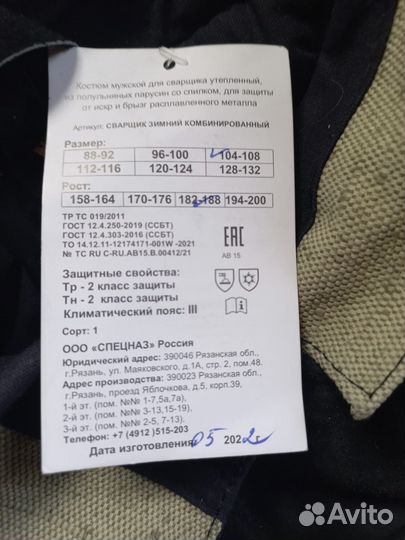 Костюм мужской для сварщика утепленный,
из полульняных парусин со спилком, для защиты
от искр и брызг расплавленного металла
Артикул: СВАРЩИК ЗИМНИЙ КОМБИНИРОВАННЫЙ
Размер:
88-92 96-100 104-108
112-116 120-124 128-132
Рост:
158-164 170-176 182-188 194-200
ТР ТС 019/2011
ГОСТ 12.4.250-2019 (ССБТ)
ГОСТ 12.4.303-2016 (ССБТ)
ТО 14.12.11-12174171-001W -2021
№ ТС RU C-RU.АВ15.В.00412/21
ЕАС
АВ 15
Защитные свойства:
Тр - 2 класс защиты
Тн - 2 класс защиты
Климатический пояс: III
Сорт: 1
ООО «СПЕЦНАЗ» Россия
Юридический адрес: 390046 Рязанская обл.,
г.Рязань, ул. Маяковского, д.1А, стр. 2, пом.48.
Адрес производства: 390023 Рязанская обл.,
г.Рязань, проезд Яблочкова, д.5, корп.39,
1-й эт. (пом. №№ 1-7,5а,7а).
2-й эт. (пом. №№ 3-13,15-19).
3-й эт. (пом. №№ 2-5, 7-13).
Телефон: +7 (4912 )515-203
Дата изготовления 05 2022г
Avito